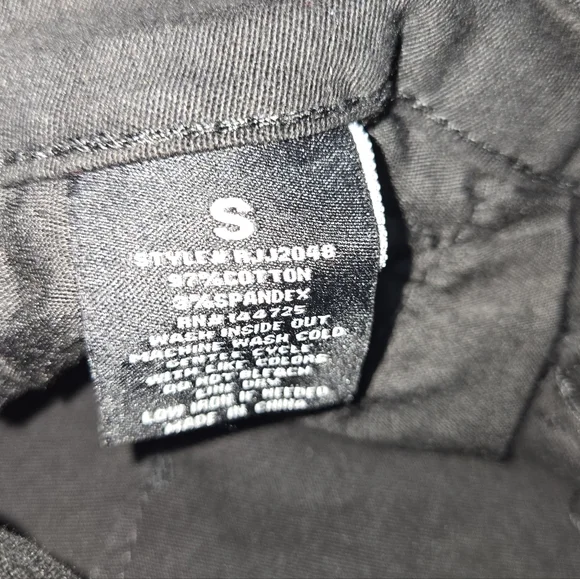 S
STYLE# RJJ2048
97%COTTON
3%SPANDEX
RN#144725
WASH INSIDE OUT
MACHINE WASH COLD
GENTLE CYCLE
WITH LIKE COLORS
DO NOT BLEACH
LINE DRY
LOW IRON IF NEEDED
MADE IN CHINA